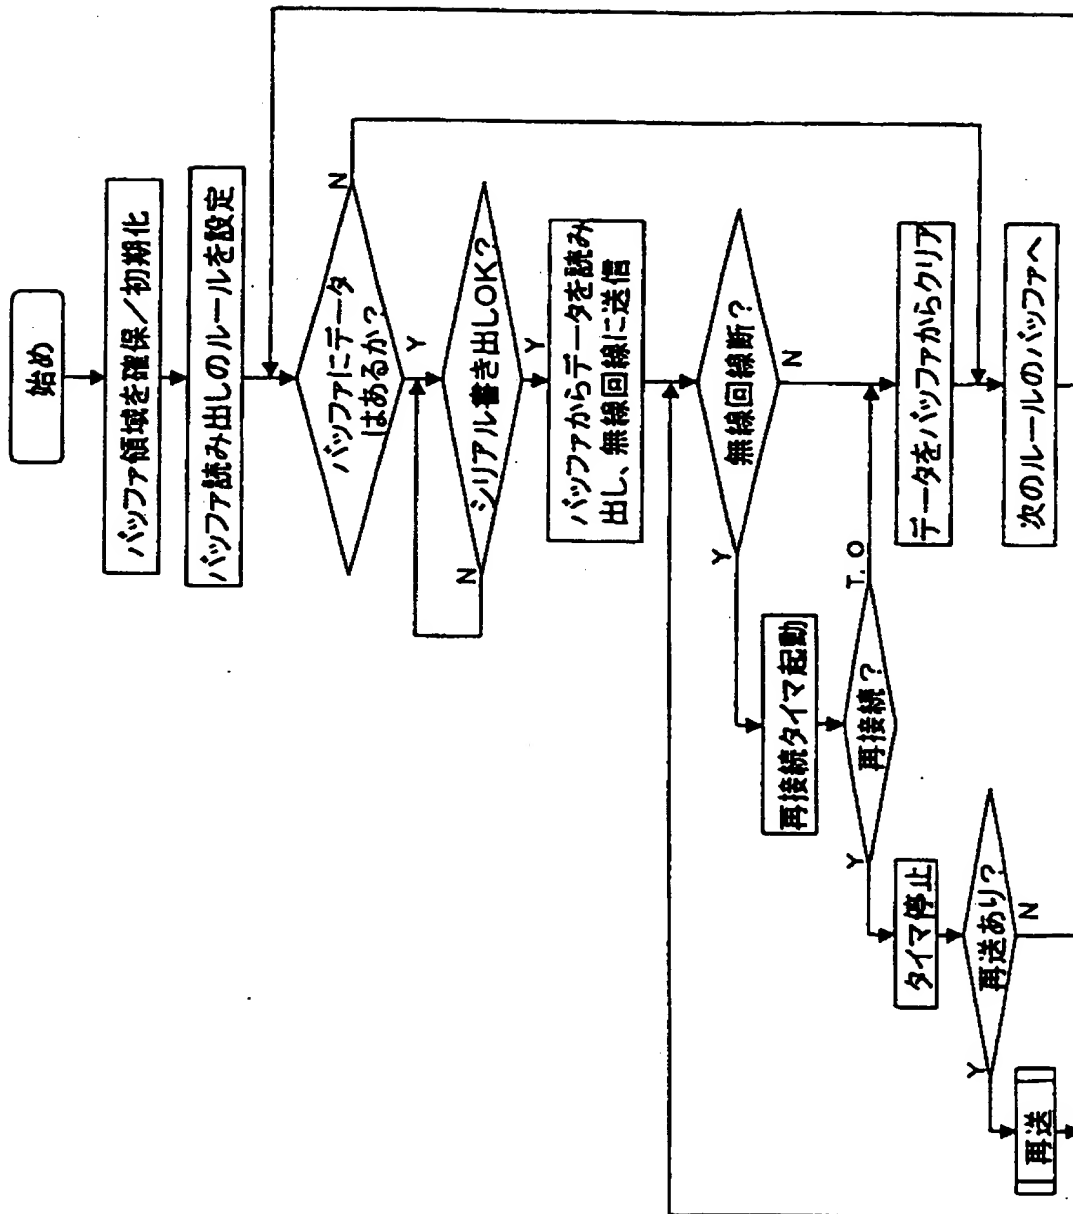 始め
バッファ領域を確保/初期化
バッファ読み出しのルールを設定
バッファにデータ
はあるか?
N
Y
シリアル書き出しOK?
N
Y
バッファからデータを読み
出し、無線回線に送信
無線回線断?
Y
N
再接続タイマ起動
再接続?
T.O
Y
データをバッファからクリア
タイマ停止
再送あり?
Y
N
次のルールのバッファへ
再送